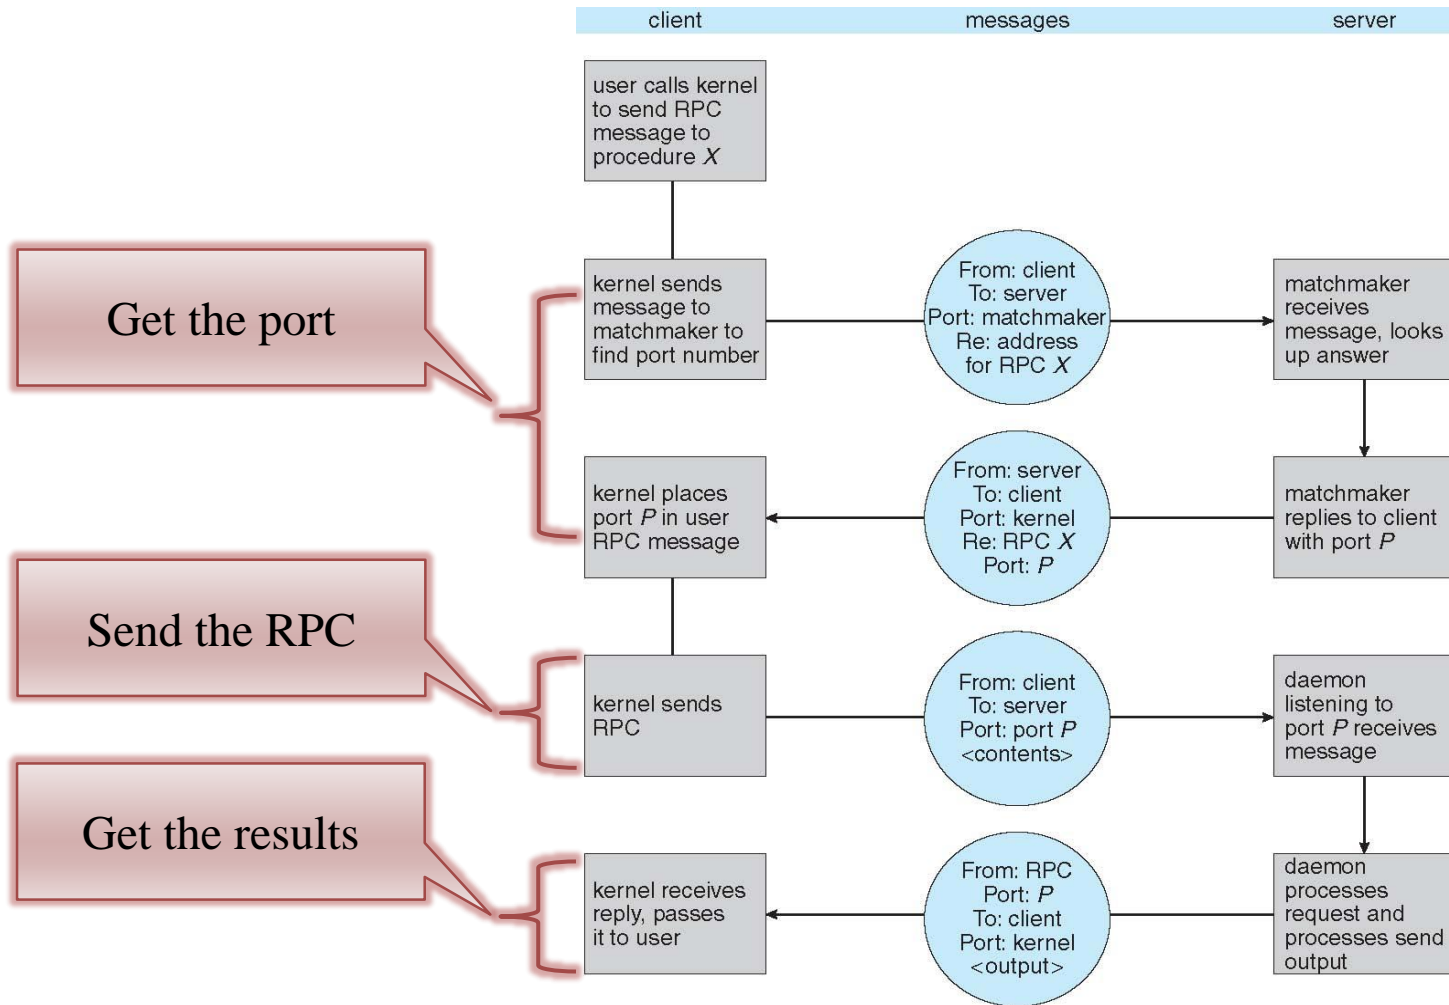 client
messages
server
user calls kernel
to send RPC
message to
procedure X
Get the port
kernel sends
message to
matchmaker to
find port number
From: client
To: server
Port: matchmaker
Re: address
for RPC X
matchmaker
receives
message, looks
up answer
kernel places
port P in user
RPC message
From: server
To: client
Port: kernel
Re: RPC X
Port: P
matchmaker
replies to client
with port P
Send the RPC
kernel sends
RPC
From: client
To: server
Port: port P
<contents>
daemon
listening to
port P receives
message
Get the results
kernel receives
reply, passes
it to user
From: RPC
Port: P
To: client
Port: kernel
<output>
daemon
processes
request and
processes send
output